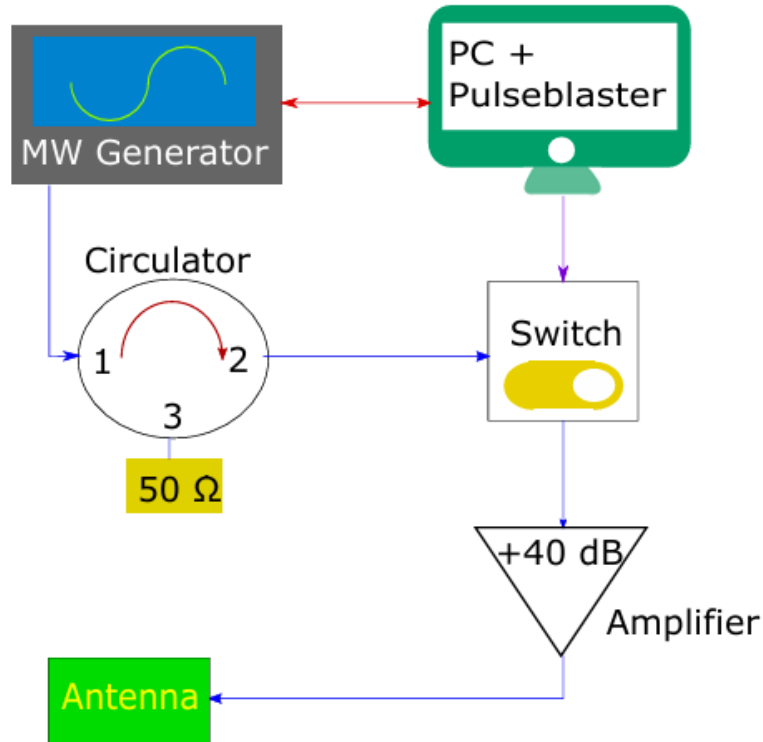 MW Generator
PC +
Pulseblaster
Circulator
1
2
3
50 Ω
Switch
+40 dB
Amplifier
Antenna